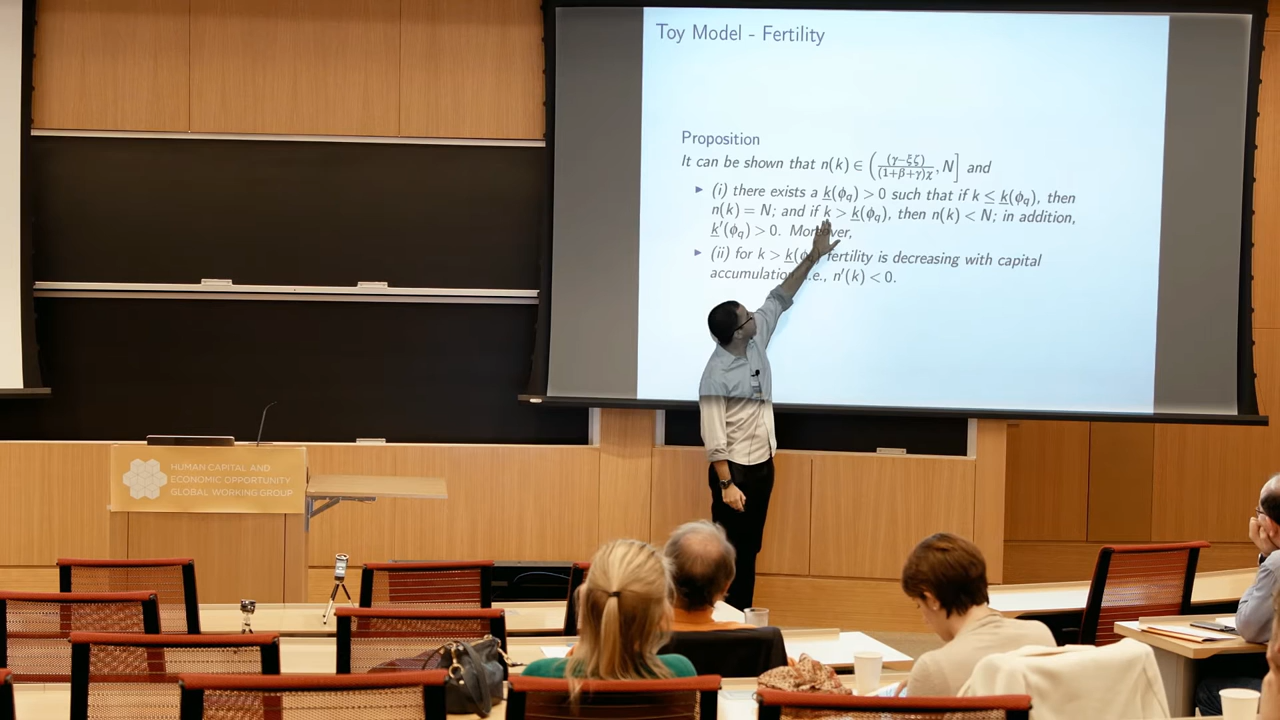 Toy Model - Fertility
Proposition
It can be shown that n(k) ∈ ( (γ−ξζ) / (1+β+γ)χ , N ] and
▶ (i) there exists a k(ϕq) > 0 such that if k ≤ k(ϕq), then
n(k) = N; and if k > k(ϕq), then n(k) < N; in addition,
k′(ϕq) > 0. Moreover,
▶ (ii) for k > k(ϕq) fertility is decreasing with capital
accumulation, i.e., n′(k) < 0.
HUMAN CAPITAL AND
ECONOMIC OPPORTUNITY
GLOBAL WORKING GROUP